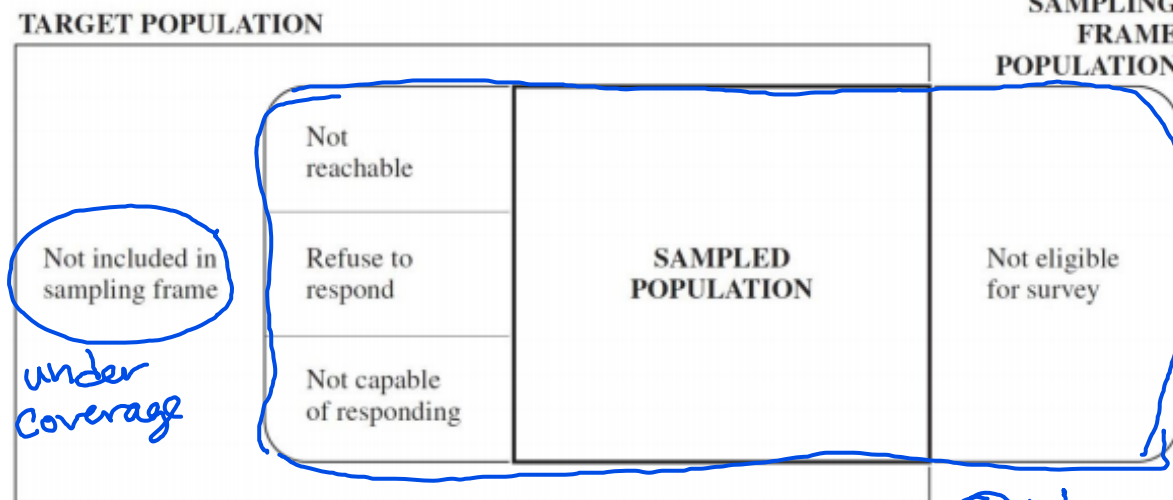 TARGET POPULATION
SAMPLING
FRAME
POPULATION
Not
reachable
Not included in
sampling frame
Refuse to
respond
SAMPLED
POPULATION
Not eligible
for survey
under
coverage
Not capable
of responding